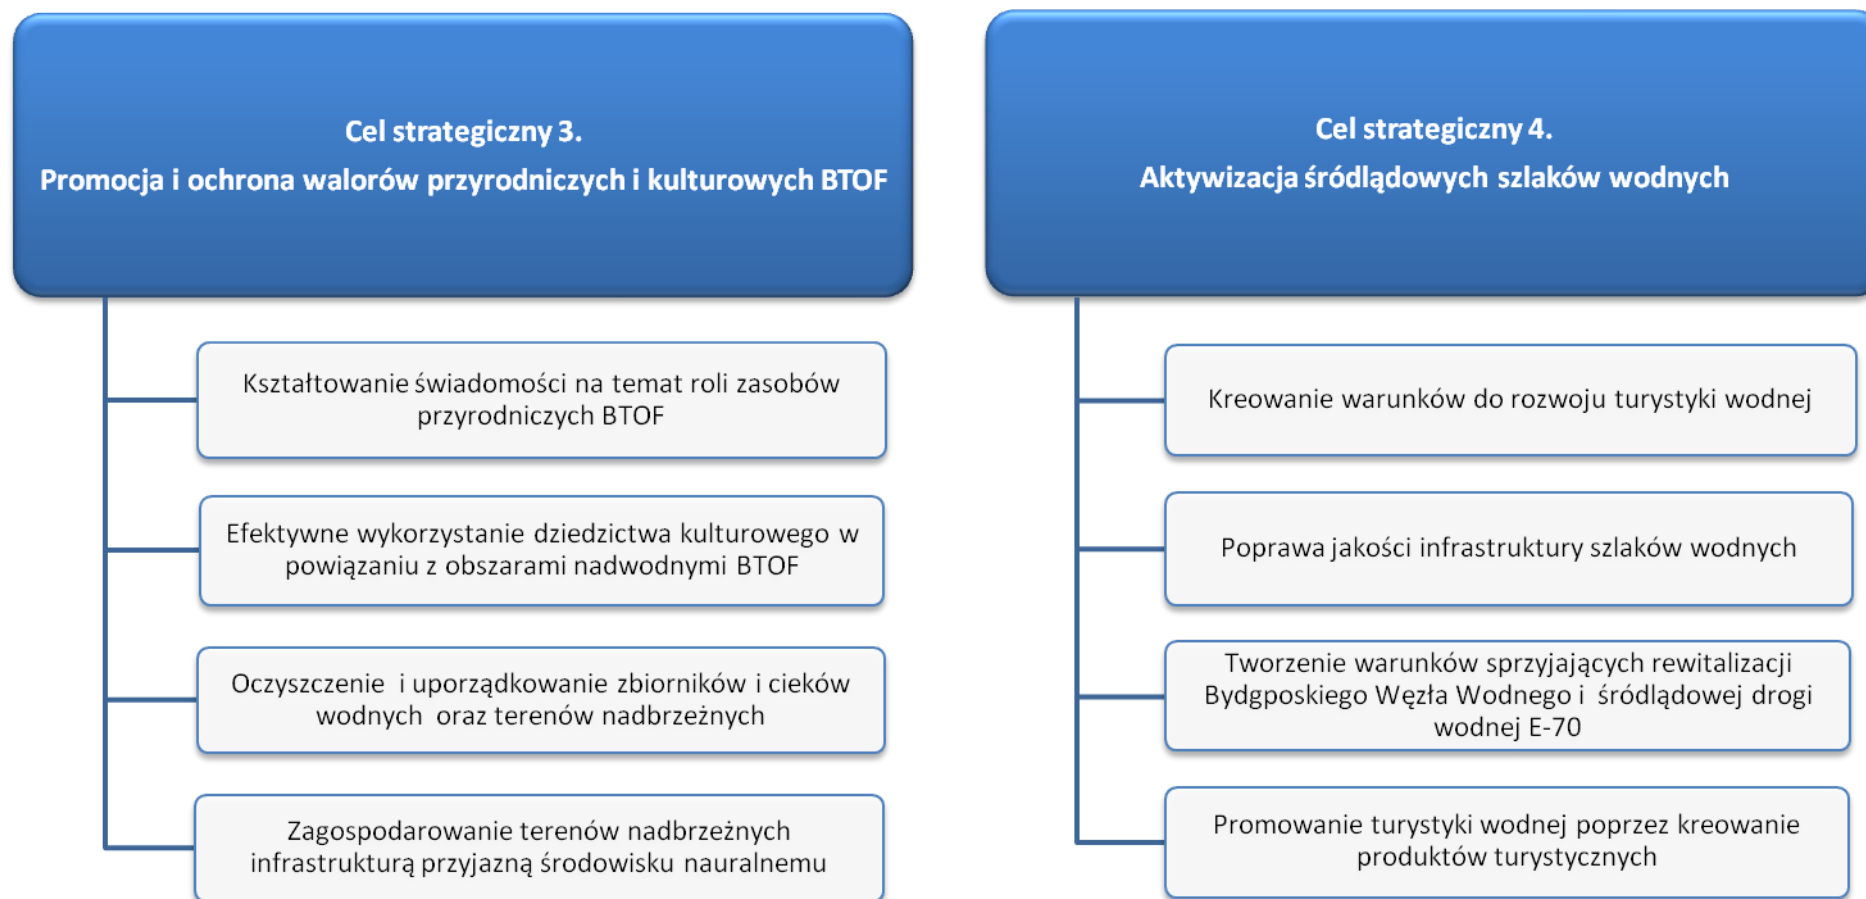 Cel strategiczny 3.
Promocja i ochrona walorów przyrodniczych i kulturowych BTOF
Kształtowanie świadomości na temat roli zasobów
przyrodniczych BTOF
Efektywne wykorzystanie dziedzictwa kulturowego w
powiązaniu z obszarami nadwodnymi BTOF
Oczyszczenie i uporządkowanie zbiorników i cieków
wodnych oraz terenów nadbrzeżnych
Zagospodarowanie terenów nadbrzeżnych
infrastrukturą przyjazną środowisku nauralnemu
Cel strategiczny 4.
Aktywizacja śródlądowych szlaków wodnych
Kreowanie warunków do rozwoju turystyki wodnej
Poprawa jakości infrastruktury szlaków wodnych
Tworzenie warunków sprzyjających rewitalizacji
Bydgposkiego Węzła Wodnego i śródlądowej drogi
wodnej E-70
Promowanie turystyki wodnej poprzez kreowanie
produktów turystycznych